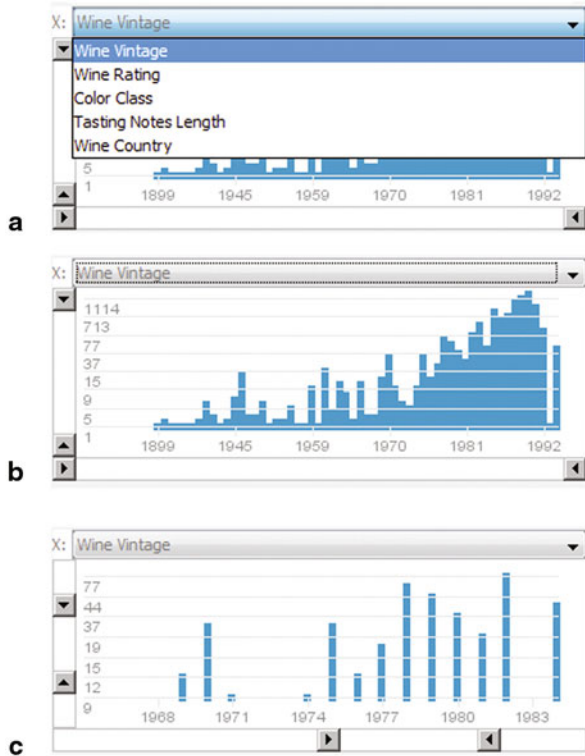 X: Wine Vintage
Wine Vintage
Wine Rating
Color Class
Tasting Notes Length
Wine Country
5
1
1899 1945 1959 1970 1981 1992
a
X: Wine Vintage
1114
713
77
37
15
9
5
1
1899 1945 1959 1970 1981 1992
b
X: Wine Vintage
77
44
37
19
15
12
9
1968 1971 1974 1977 1980 1983
c